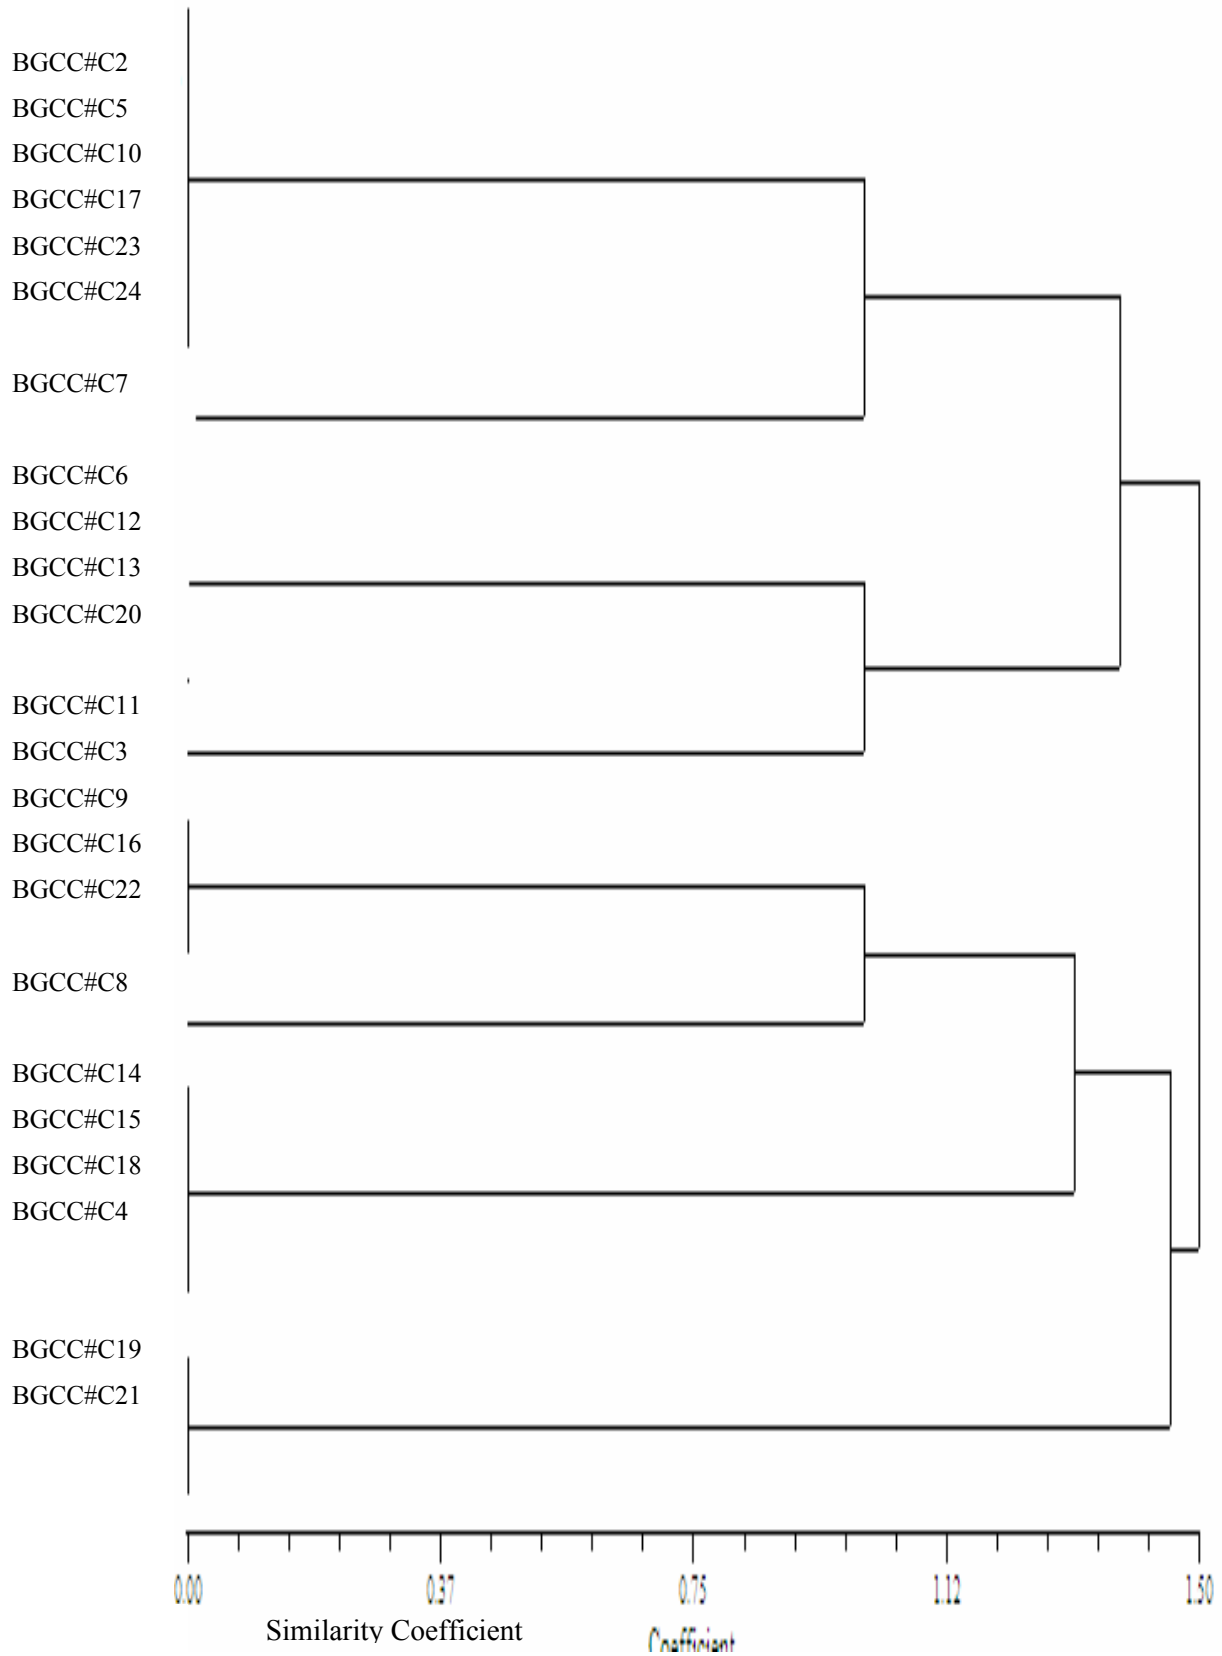 BGCC#C2
BGCC#C5
BGCC#C10
BGCC#C17
BGCC#C23
BGCC#C24
BGCC#C7
BGCC#C6
BGCC#C12
BGCC#C13
BGCC#C20
BGCC#C11
BGCC#C3
BGCC#C9
BGCC#C16
BGCC#C22
BGCC#C8
BGCC#C14
BGCC#C15
BGCC#C18
BGCC#C4
BGCC#C19
BGCC#C21
0.00 0.37 0.75 1.12 1.50
Similarity Coefficient Coefficient